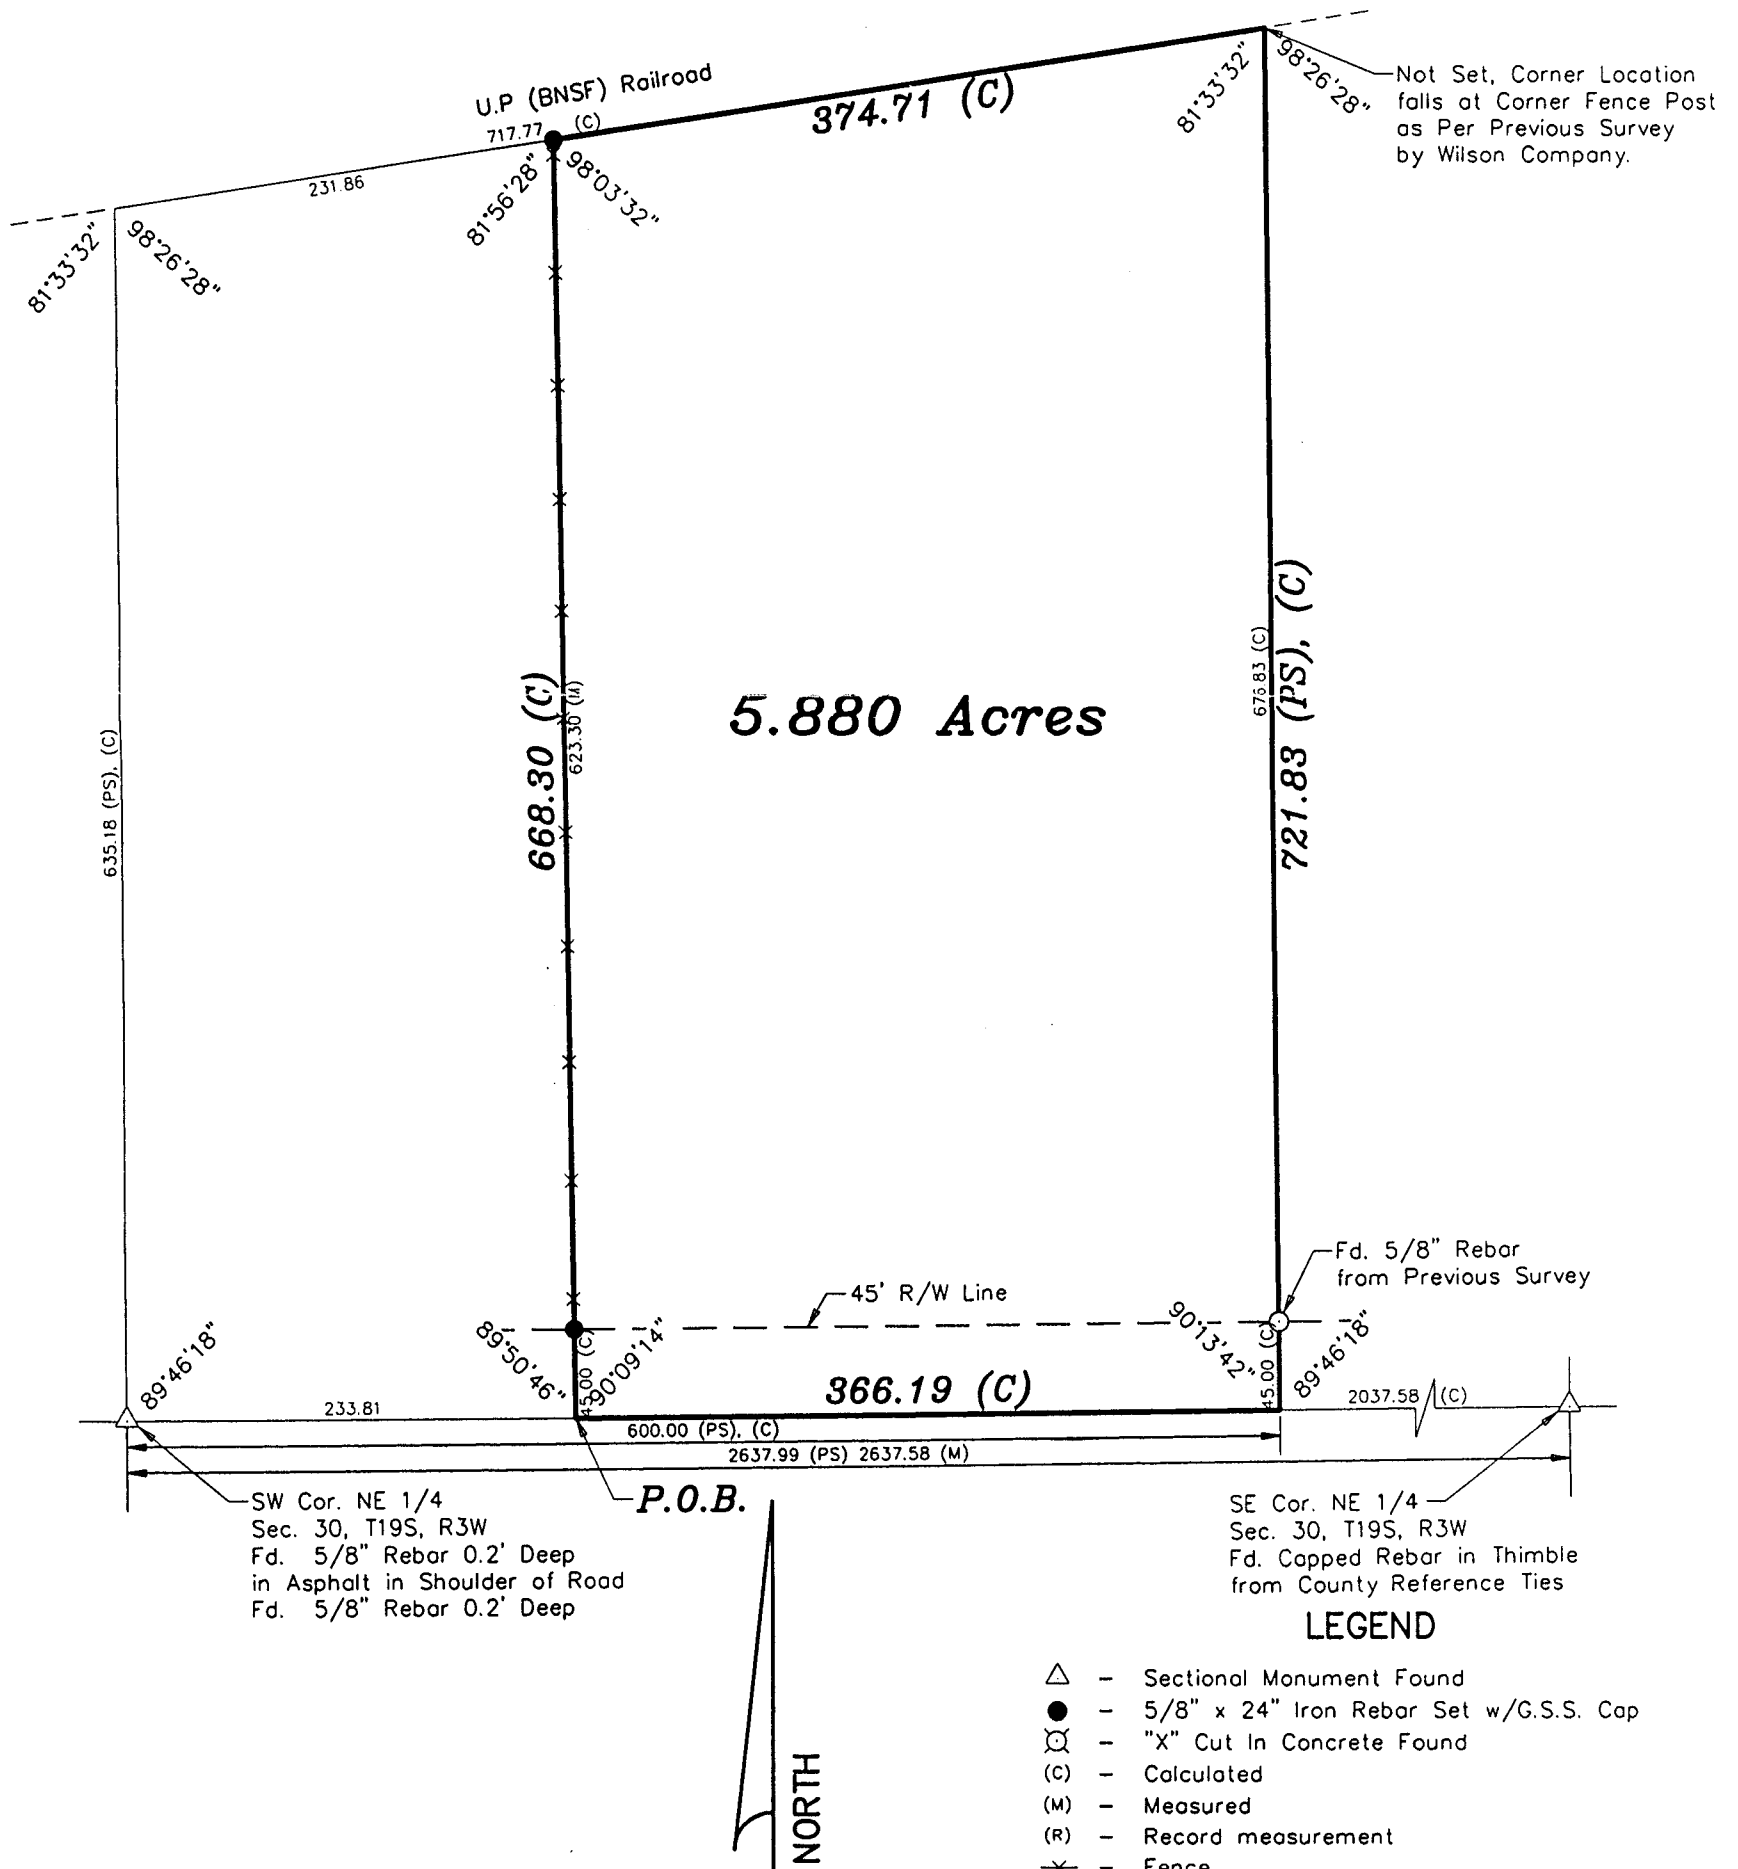 U.P (BNSF) Railroad
717.77 (C)
374.71 (C)
231.86
81°33'32"
98°26'28"
81°56'28"
98°03'32"
81°33'32"
98°26'28"
Not Set, Corner Location
falls at Corner Fence Post
as Per Previous Survey
by Wilson Company.
635.18 (PS), (C)
668.30 (C)
623.30 (M)
5.880 Acres
676.83 (C)
721.83 (PS), (C)
Fd. 5/8" Rebar
from Previous Survey
45' R/W Line
89°46'18"
89°50'46"
45.00 (C)
90°09'14"
90°13'42"
45.00 (C)
89°46'18"
233.81
366.19 (C)
2037.58 (C)
600.00 (PS), (C)
2637.99 (PS) 2637.58 (M)
P.O.B.
SW Cor. NE 1/4
Sec. 30, T19S, R3W
Fd. 5/8" Rebar 0.2' Deep
in Asphalt in Shoulder of Road
Fd. 5/8" Rebar 0.2' Deep
SE Cor. NE 1/4
Sec. 30, T19S, R3W
Fd. Capped Rebar in Thimble
from County Reference Ties
NORTH
LEGEND
– Sectional Monument Found
– 5/8" x 24" Iron Rebar Set w/G.S.S. Cap
– "X" Cut In Concrete Found
(C) – Calculated
(M) – Measured
(R) – Record measurement
– Fence